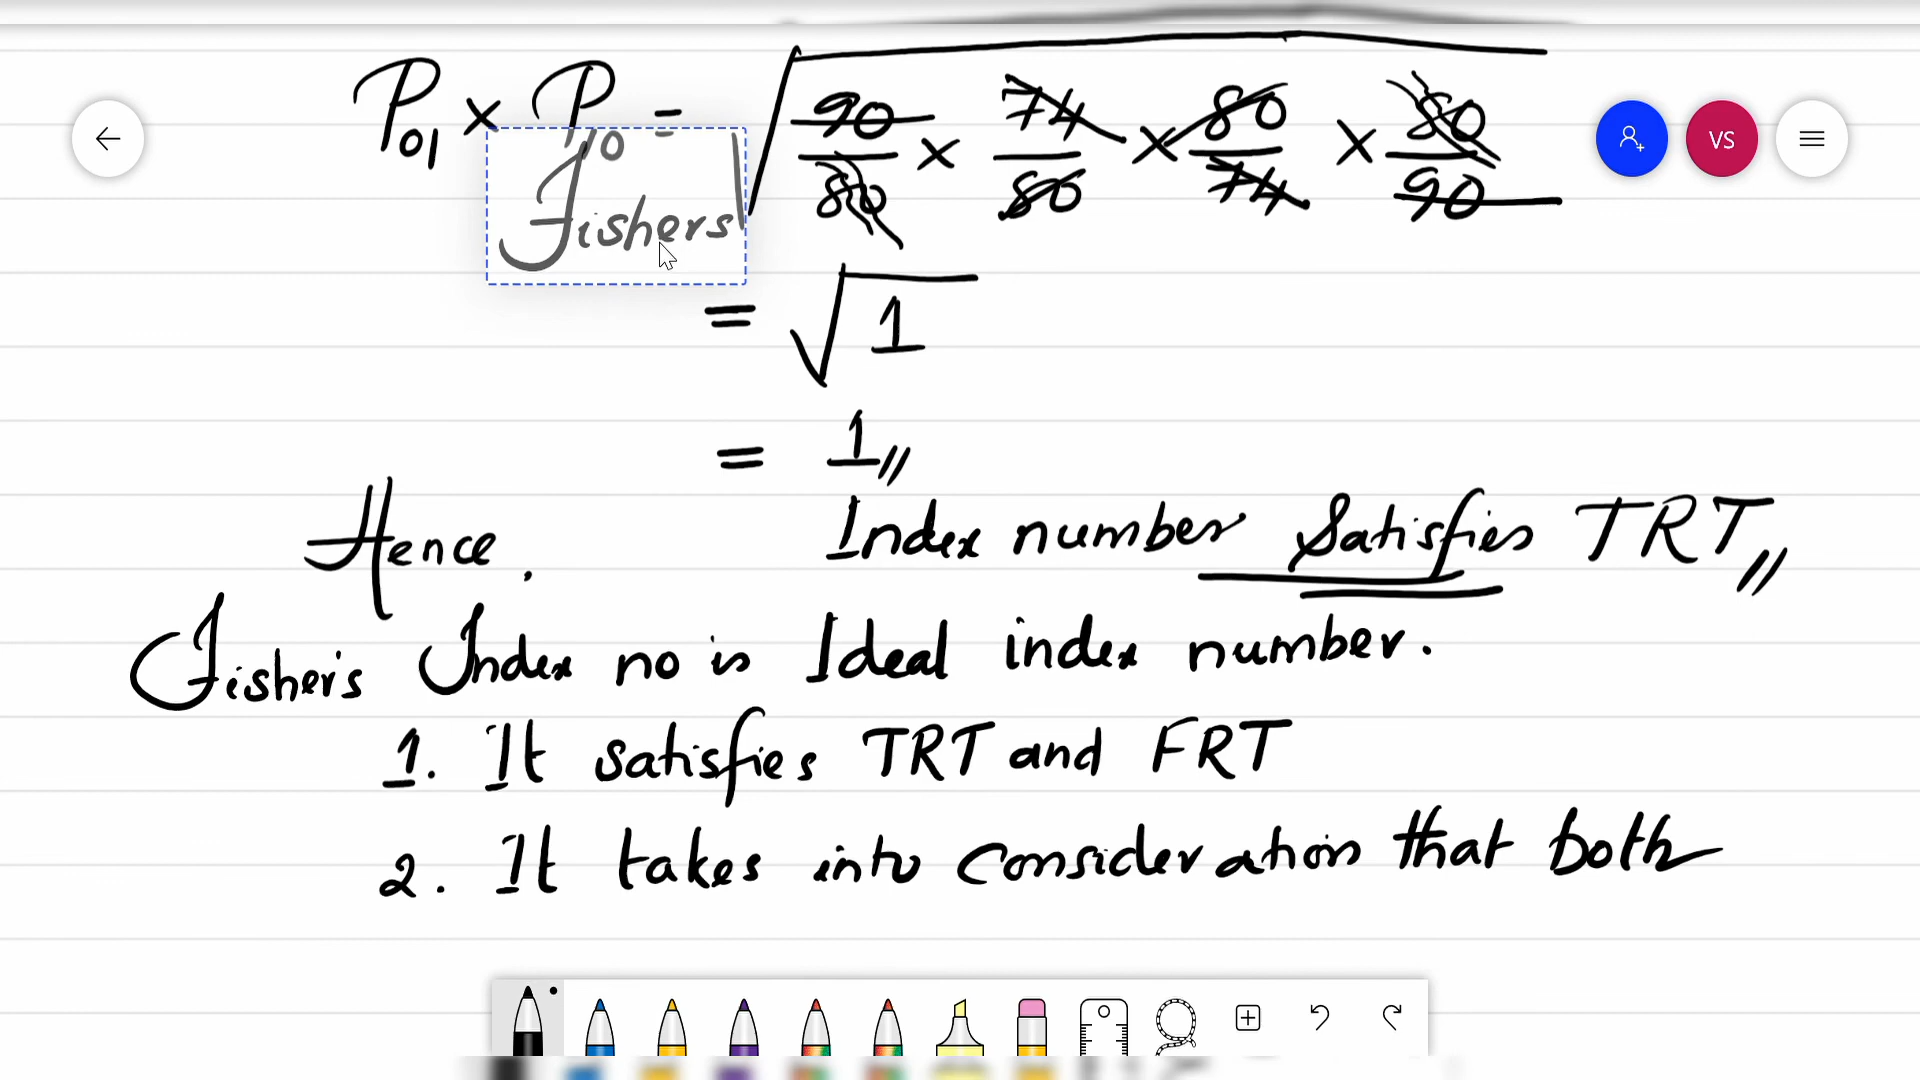 P01 × P10 = √ 90/80 × 74/80 × 80/74 × 80/90
Fishers
= √1
= 1//
Hence, Index number Satisfies TRT//
Fisher's Index no is Ideal index number.
1. It satisfies TRT and FRT
2. It takes into Consideration that both
VS